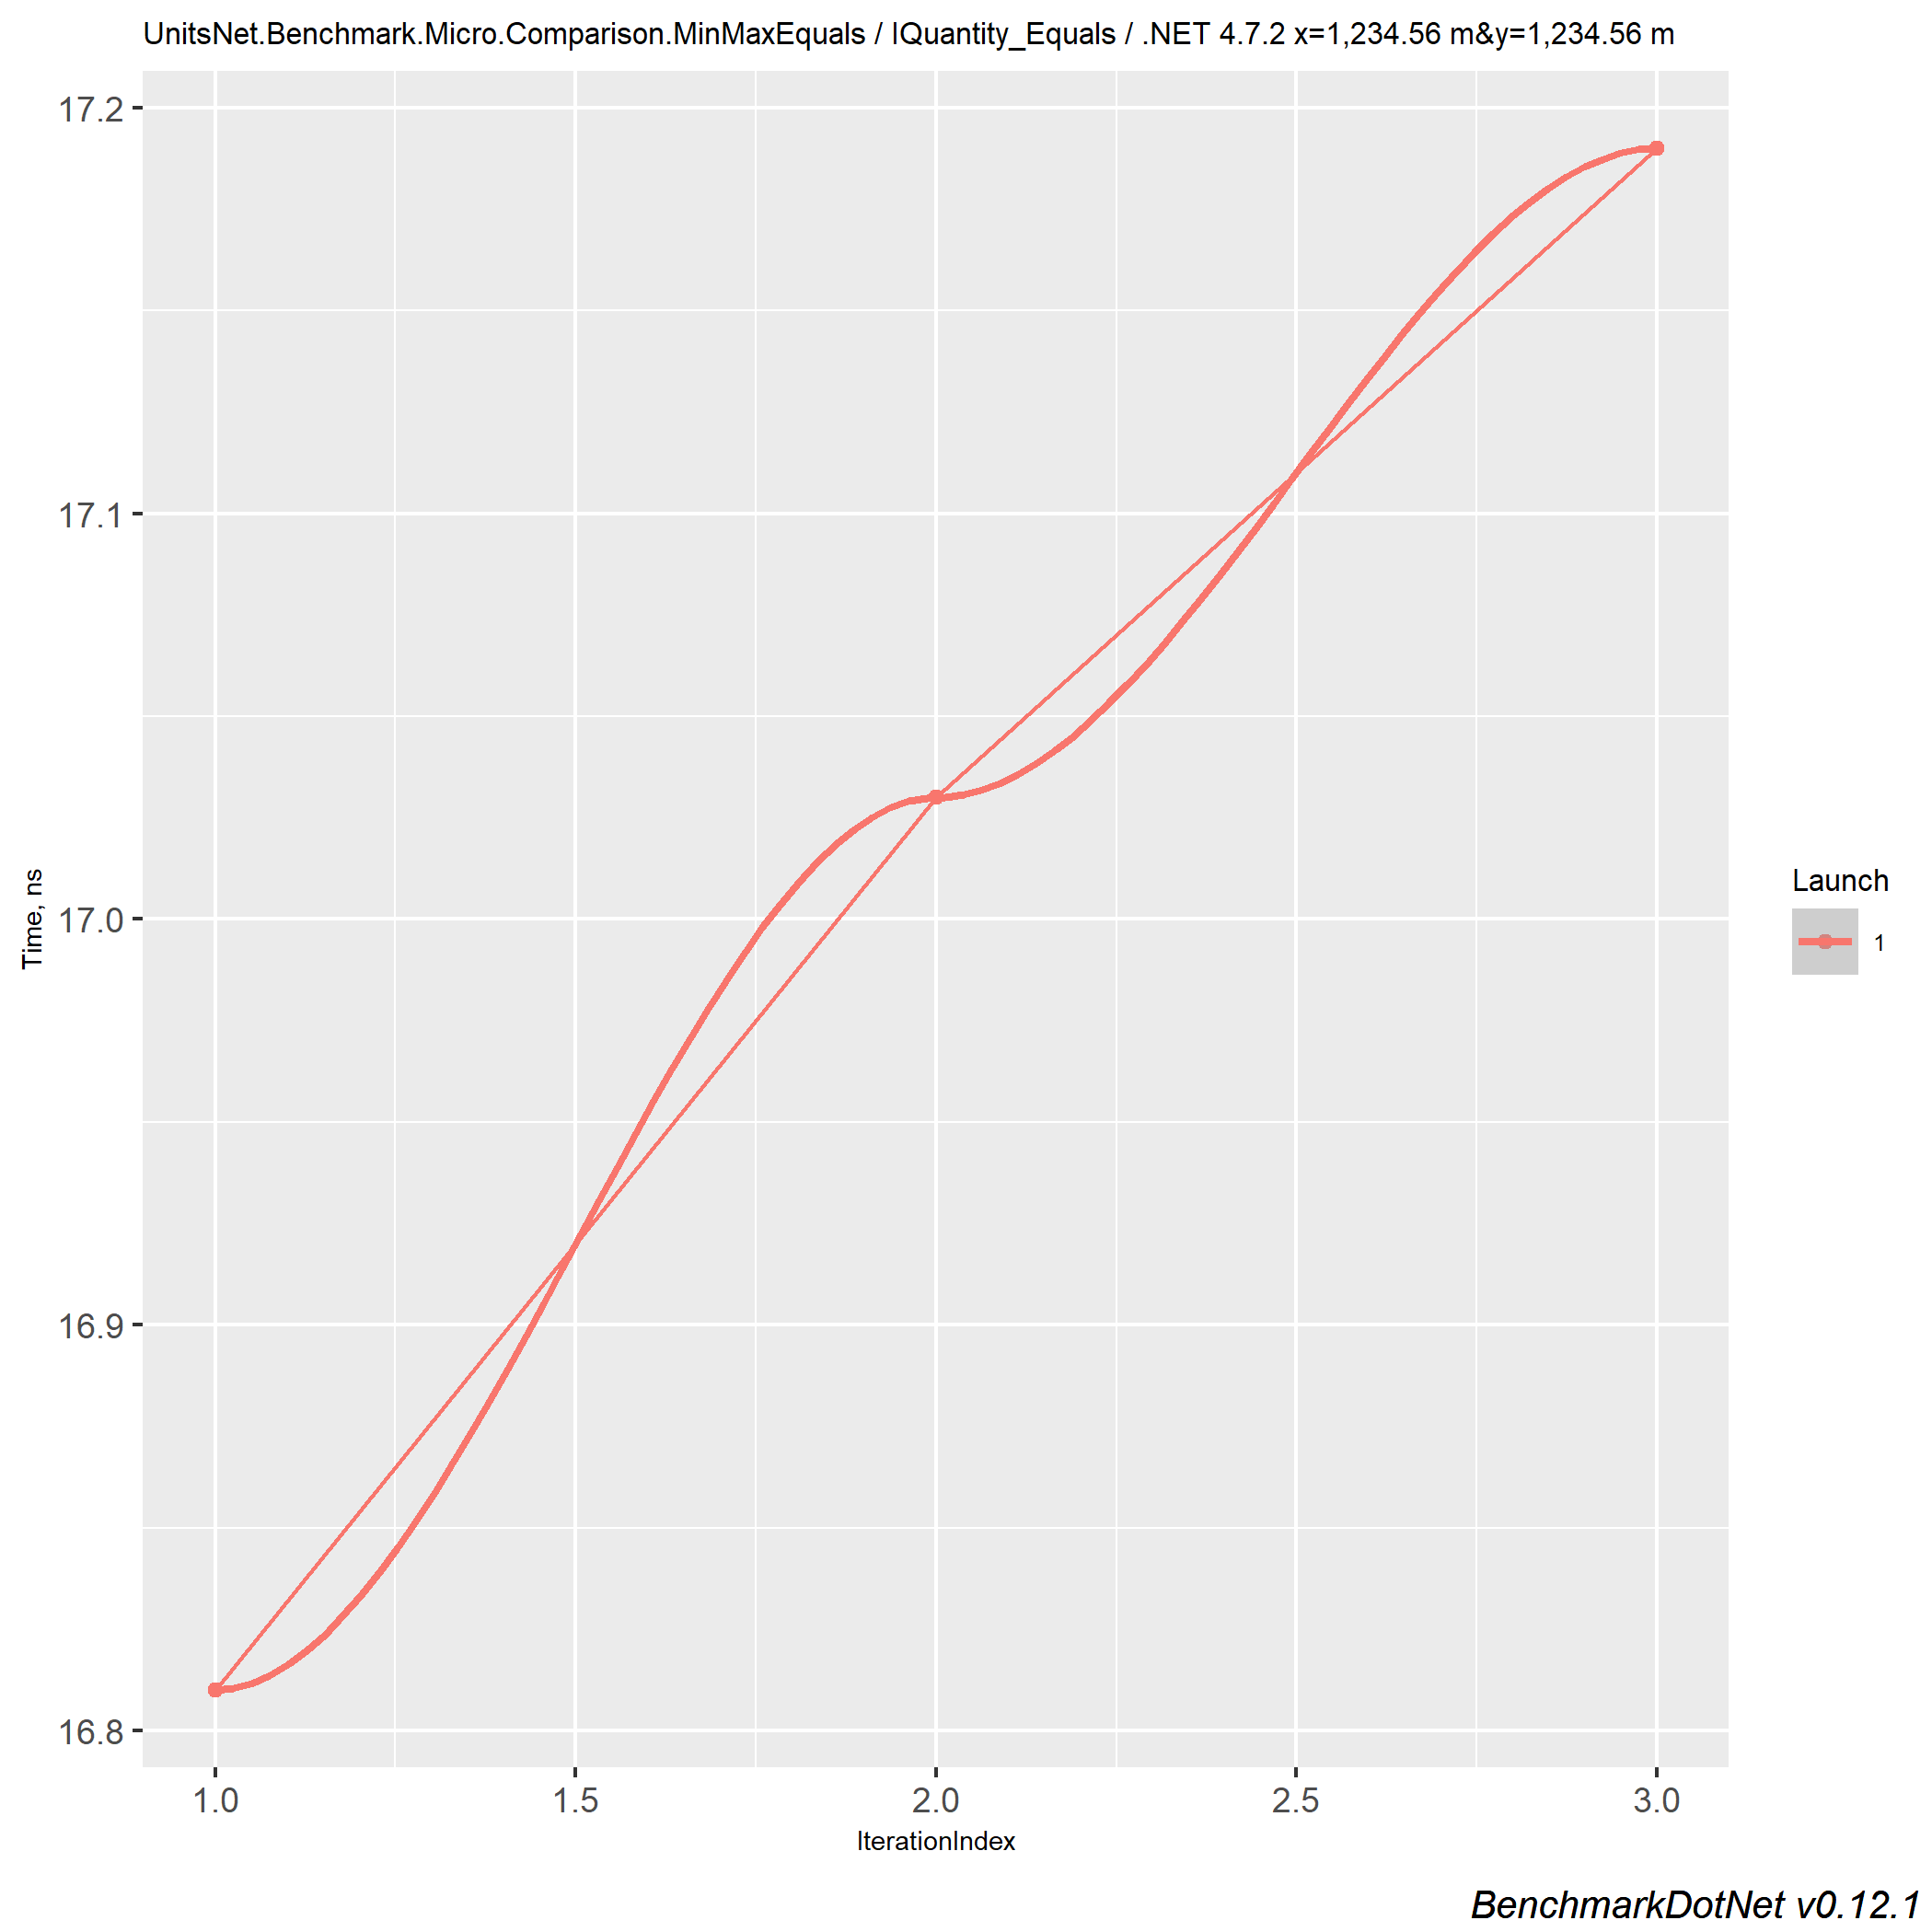 UnitsNet.Benchmark.Micro.Comparison.MinMaxEquals / IQuantity_Equals / .NET 4.7.2 x=1,234.56 m&y=1,234.56 m
17.2
17.1
17.0
16.9
16.8
Time, ns
1.0 1.5 2.0 2.5 3.0
IterationIndex
Launch
1
BenchmarkDotNet v0.12.1